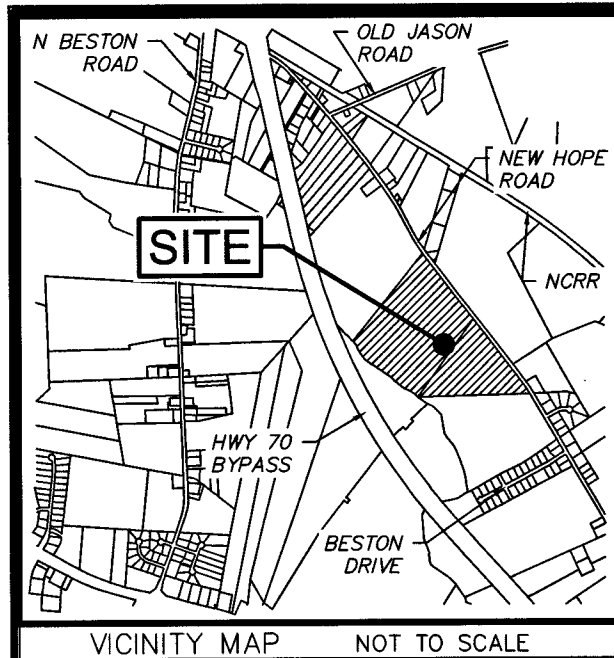 N BESTON
ROAD
OLD JASON
ROAD
NEW HOPE
ROAD
SITE
NCRR
HWY 70
BYPASS
BESTON
DRIVE
VICINITY MAP NOT TO SCALE